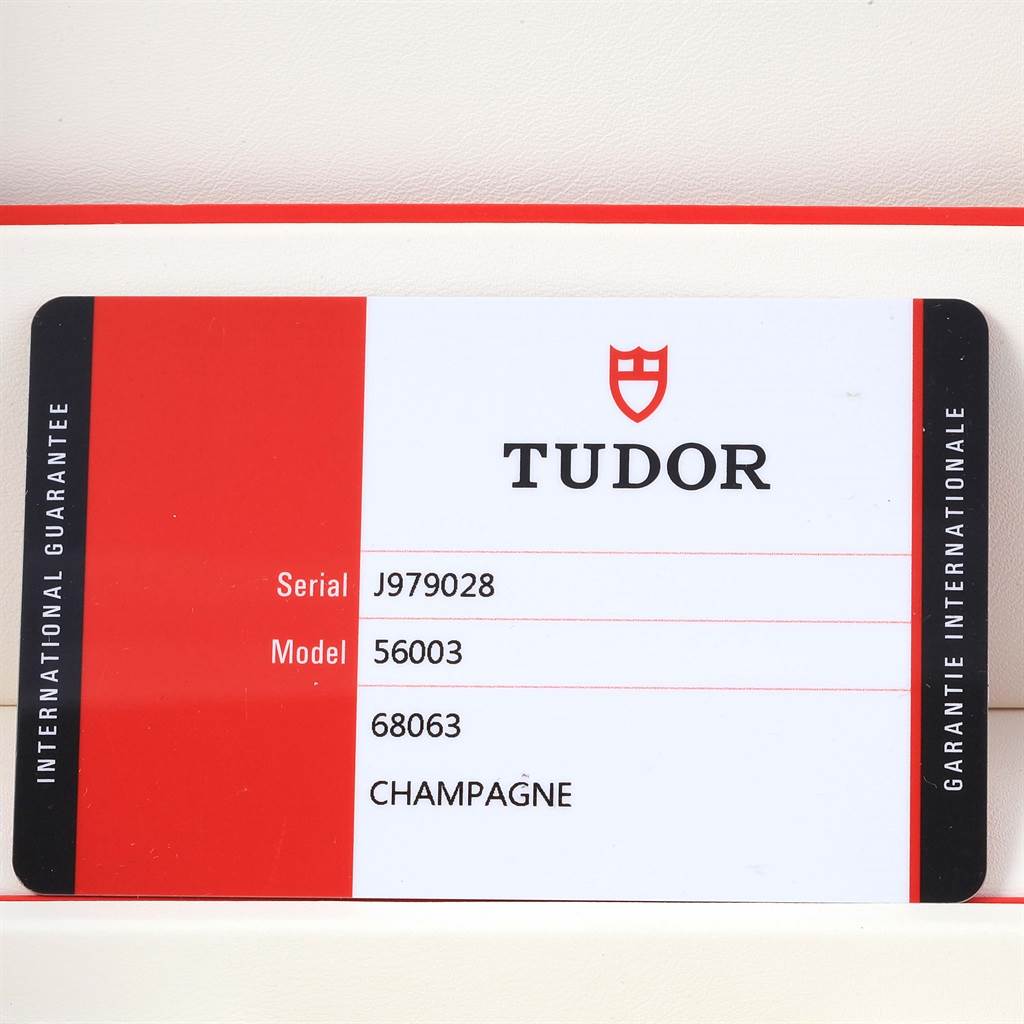 INTERNATIONAL GUARANTEE
TUDOR
Serial J979028
Model 56003
68063
CHAMPAGNE
GARANTIE INTERNATIONALE